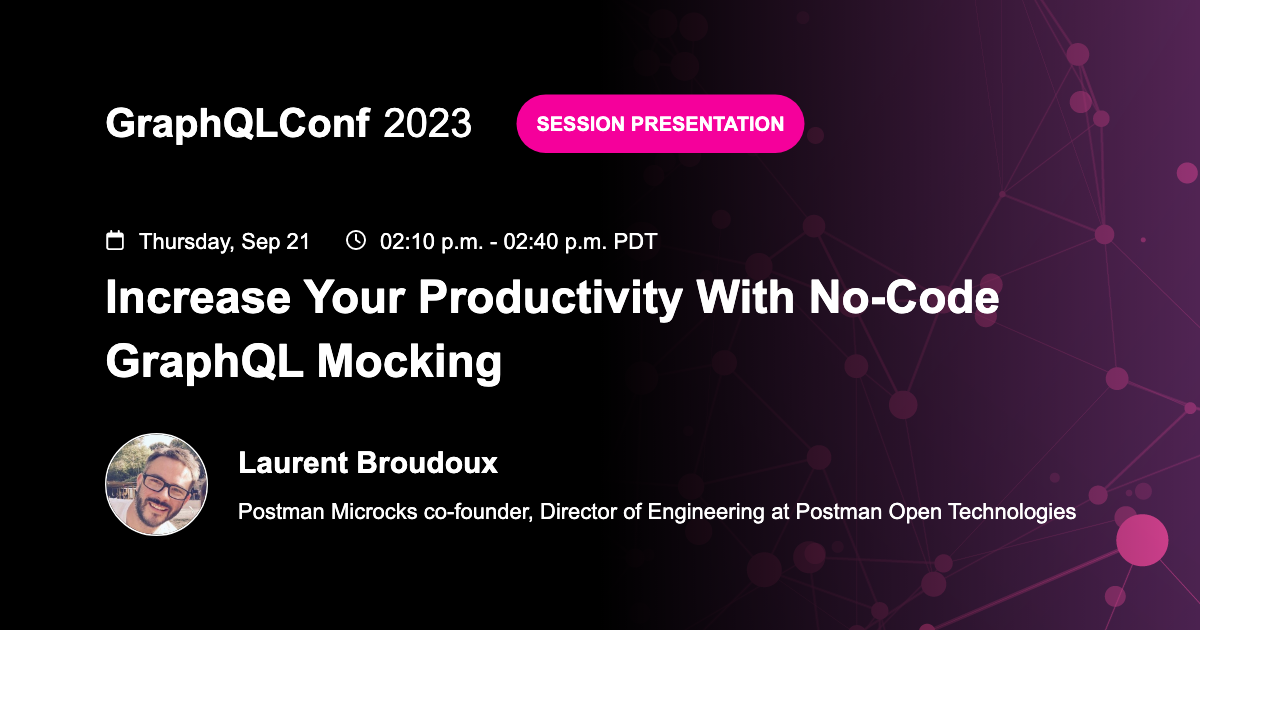 GraphQLConf 2023
SESSION PRESENTATION
Thursday, Sep 21
02:10 p.m. - 02:40 p.m. PDT
Increase Your Productivity With No-Code
GraphQL Mocking
Laurent Broudoux
Postman Microcks co-founder, Director of Engineering at Postman Open Technologies